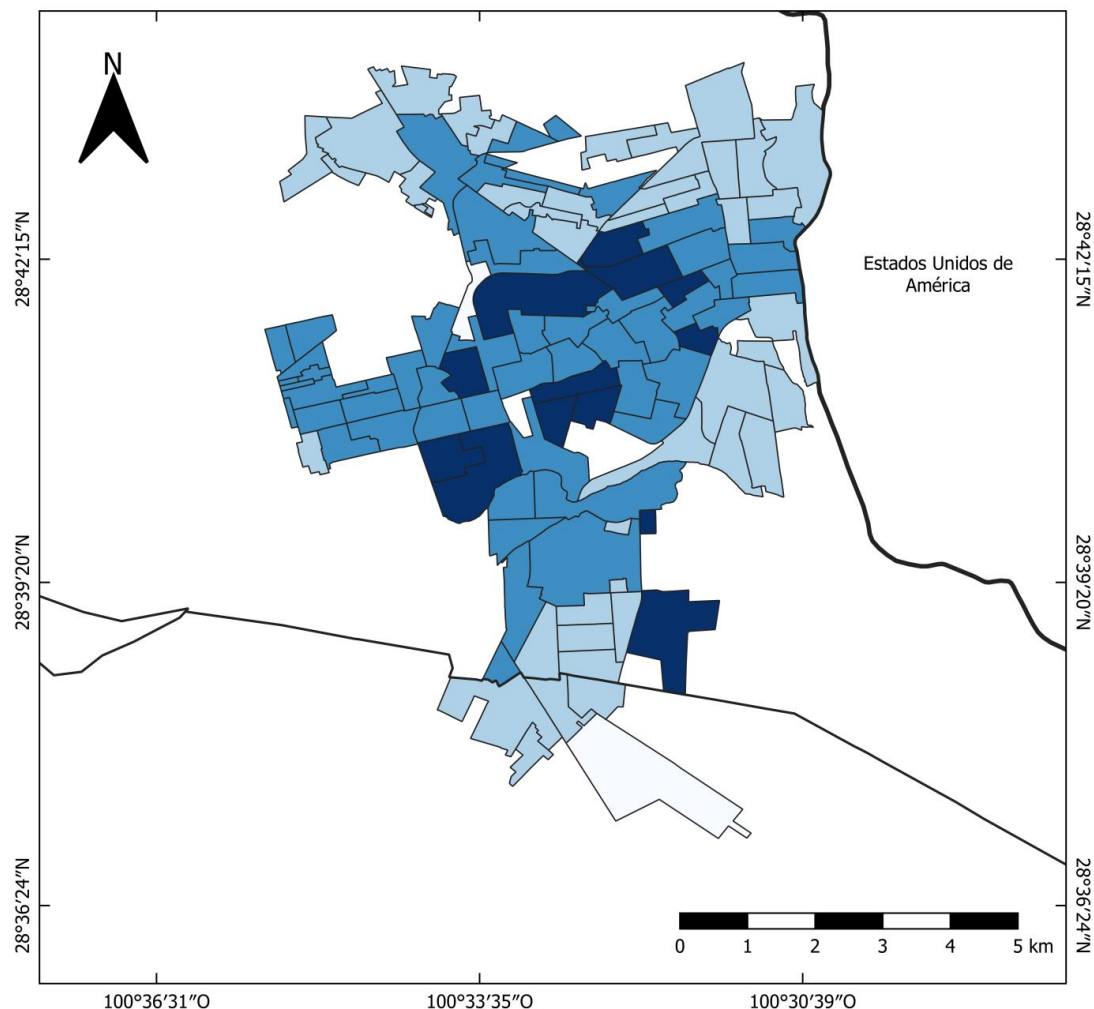 N
28°42′15″N
28°42′15″N
Estados Unidos de
América
28°39′20″N
28°39′20″N
28°36′24″N
28°36′24″N
0 1 2 3 4 5 km
100°36′31″O
100°33′35″O
100°30′39″O